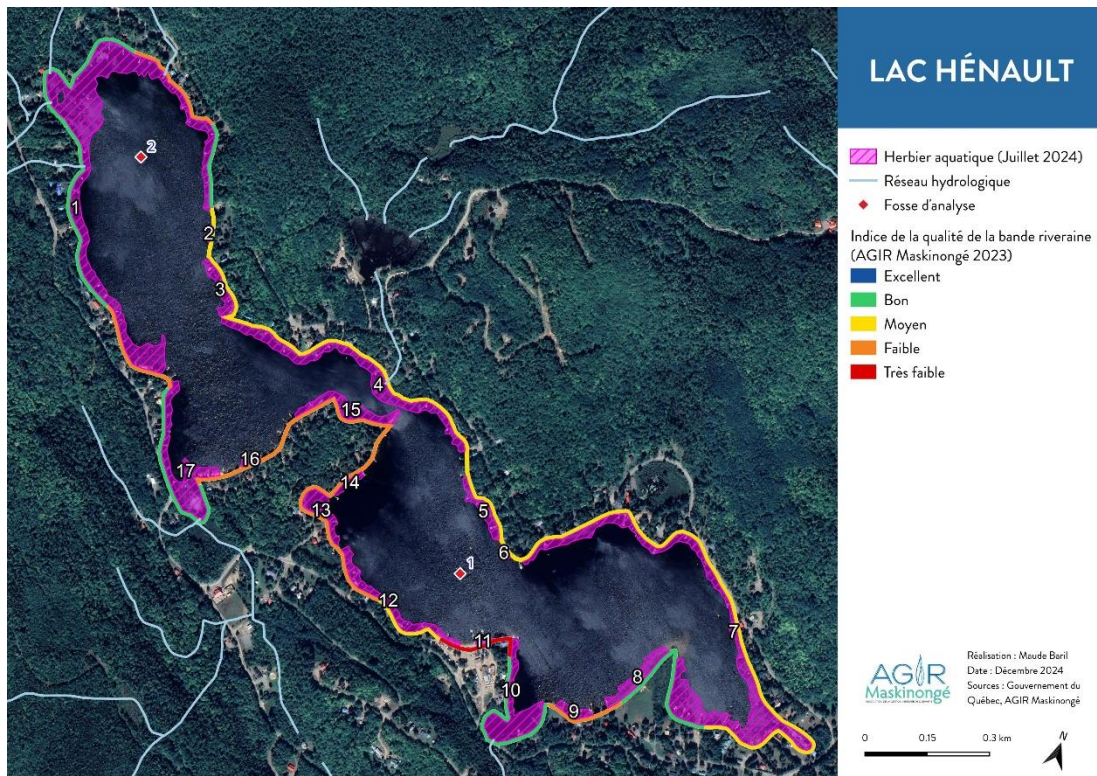 LAC HÉNAULT
Herbier aquatique (Juillet 2024)
Réseau hydrologique
Fosse d'analyse
Indice de la qualité de la bande riveraine
(AGIR Maskinongé 2023)
Excellent
Bon
Moyen
Faible
Très faible
2
1
2
3
4
15
16
17
14
13
5
6
1
12
11
7
8
10
9
AGIR
Maskinongé
Réalisation : Maude Baril
Date : Décembre 2024
Sources : Gouvernement du
Québec, AGIR Maskinongé
0 0.15 0.3 km
N